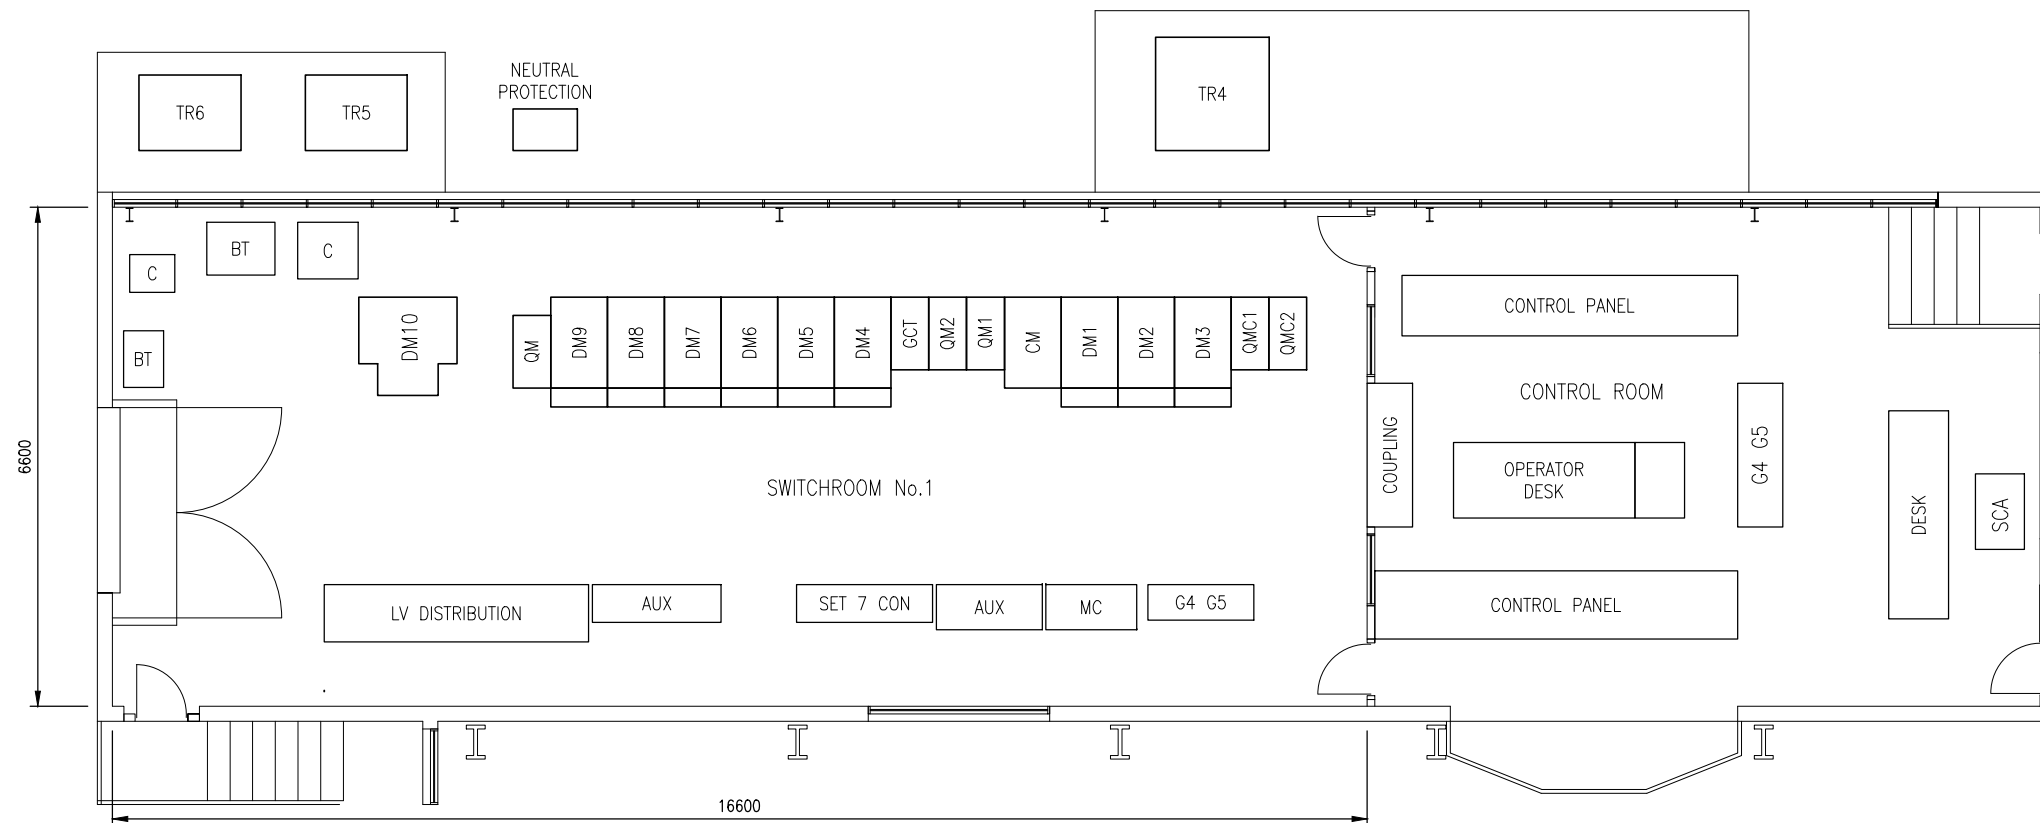 NEUTRAL
PROTECTION
TR6
TR5
TR4
BT
C
C
BT
DM10
QM
DM9
DM8
DM7
DM6
DM5
DM4
GCT
QM2
QM1
CM
DM1
DM2
DM3
QMC1
QMC2
CONTROL PANEL
CONTROL ROOM
COUPLING
G4 G5
OPERATOR
DESK
DESK
SCA
6600
SWITCHROOM No.1
LV DISTRIBUTION
AUX
SET 7 CON
AUX
MC
G4 G5
CONTROL PANEL
16600